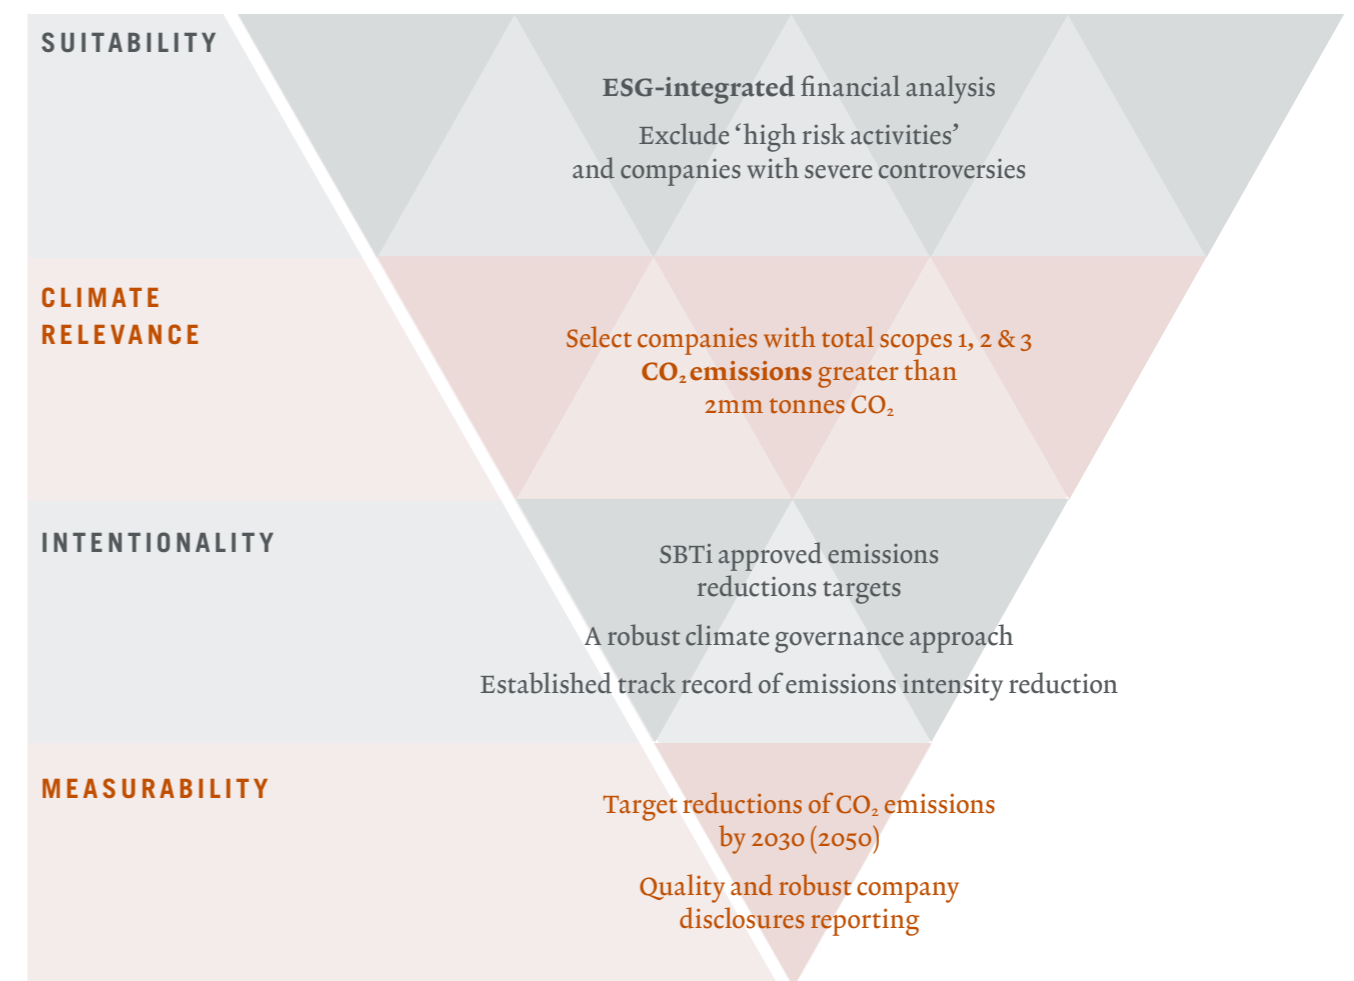 SUITABILITY
ESG-integrated financial analysis
Exclude ‘high risk activities’
and companies with severe controversies
CLIMATE
RELEVANCE
Select companies with total scopes 1, 2 & 3
CO₂ emissions greater than
2mm tonnes CO₂
INTENTIONALITY
SBTi approved emissions
reductions targets
A robust climate governance approach
Established track record of emissions intensity reduction
MEASURABILITY
Target reductions of CO₂ emissions
by 2030 (2050)
Quality and robust company
disclosures reporting